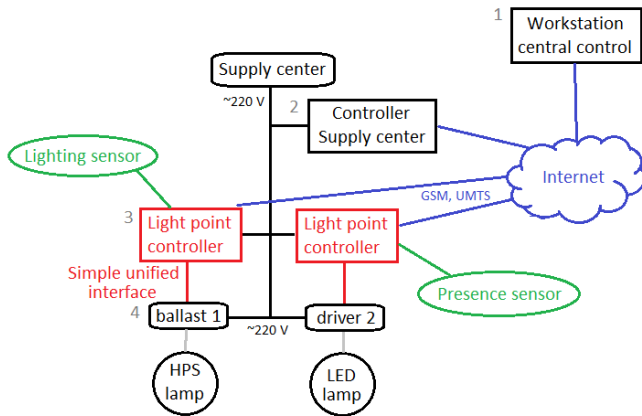 1
Workstation
central control
Supply center
~220 V
2
Controller
Supply center
Lighting sensor
Internet
GSM, UMTS
3
Light point
controller
Light point
controller
Simple unified
interface
Presence sensor
4
ballast 1
~220 V
driver 2
HPS
lamp
LED
lamp